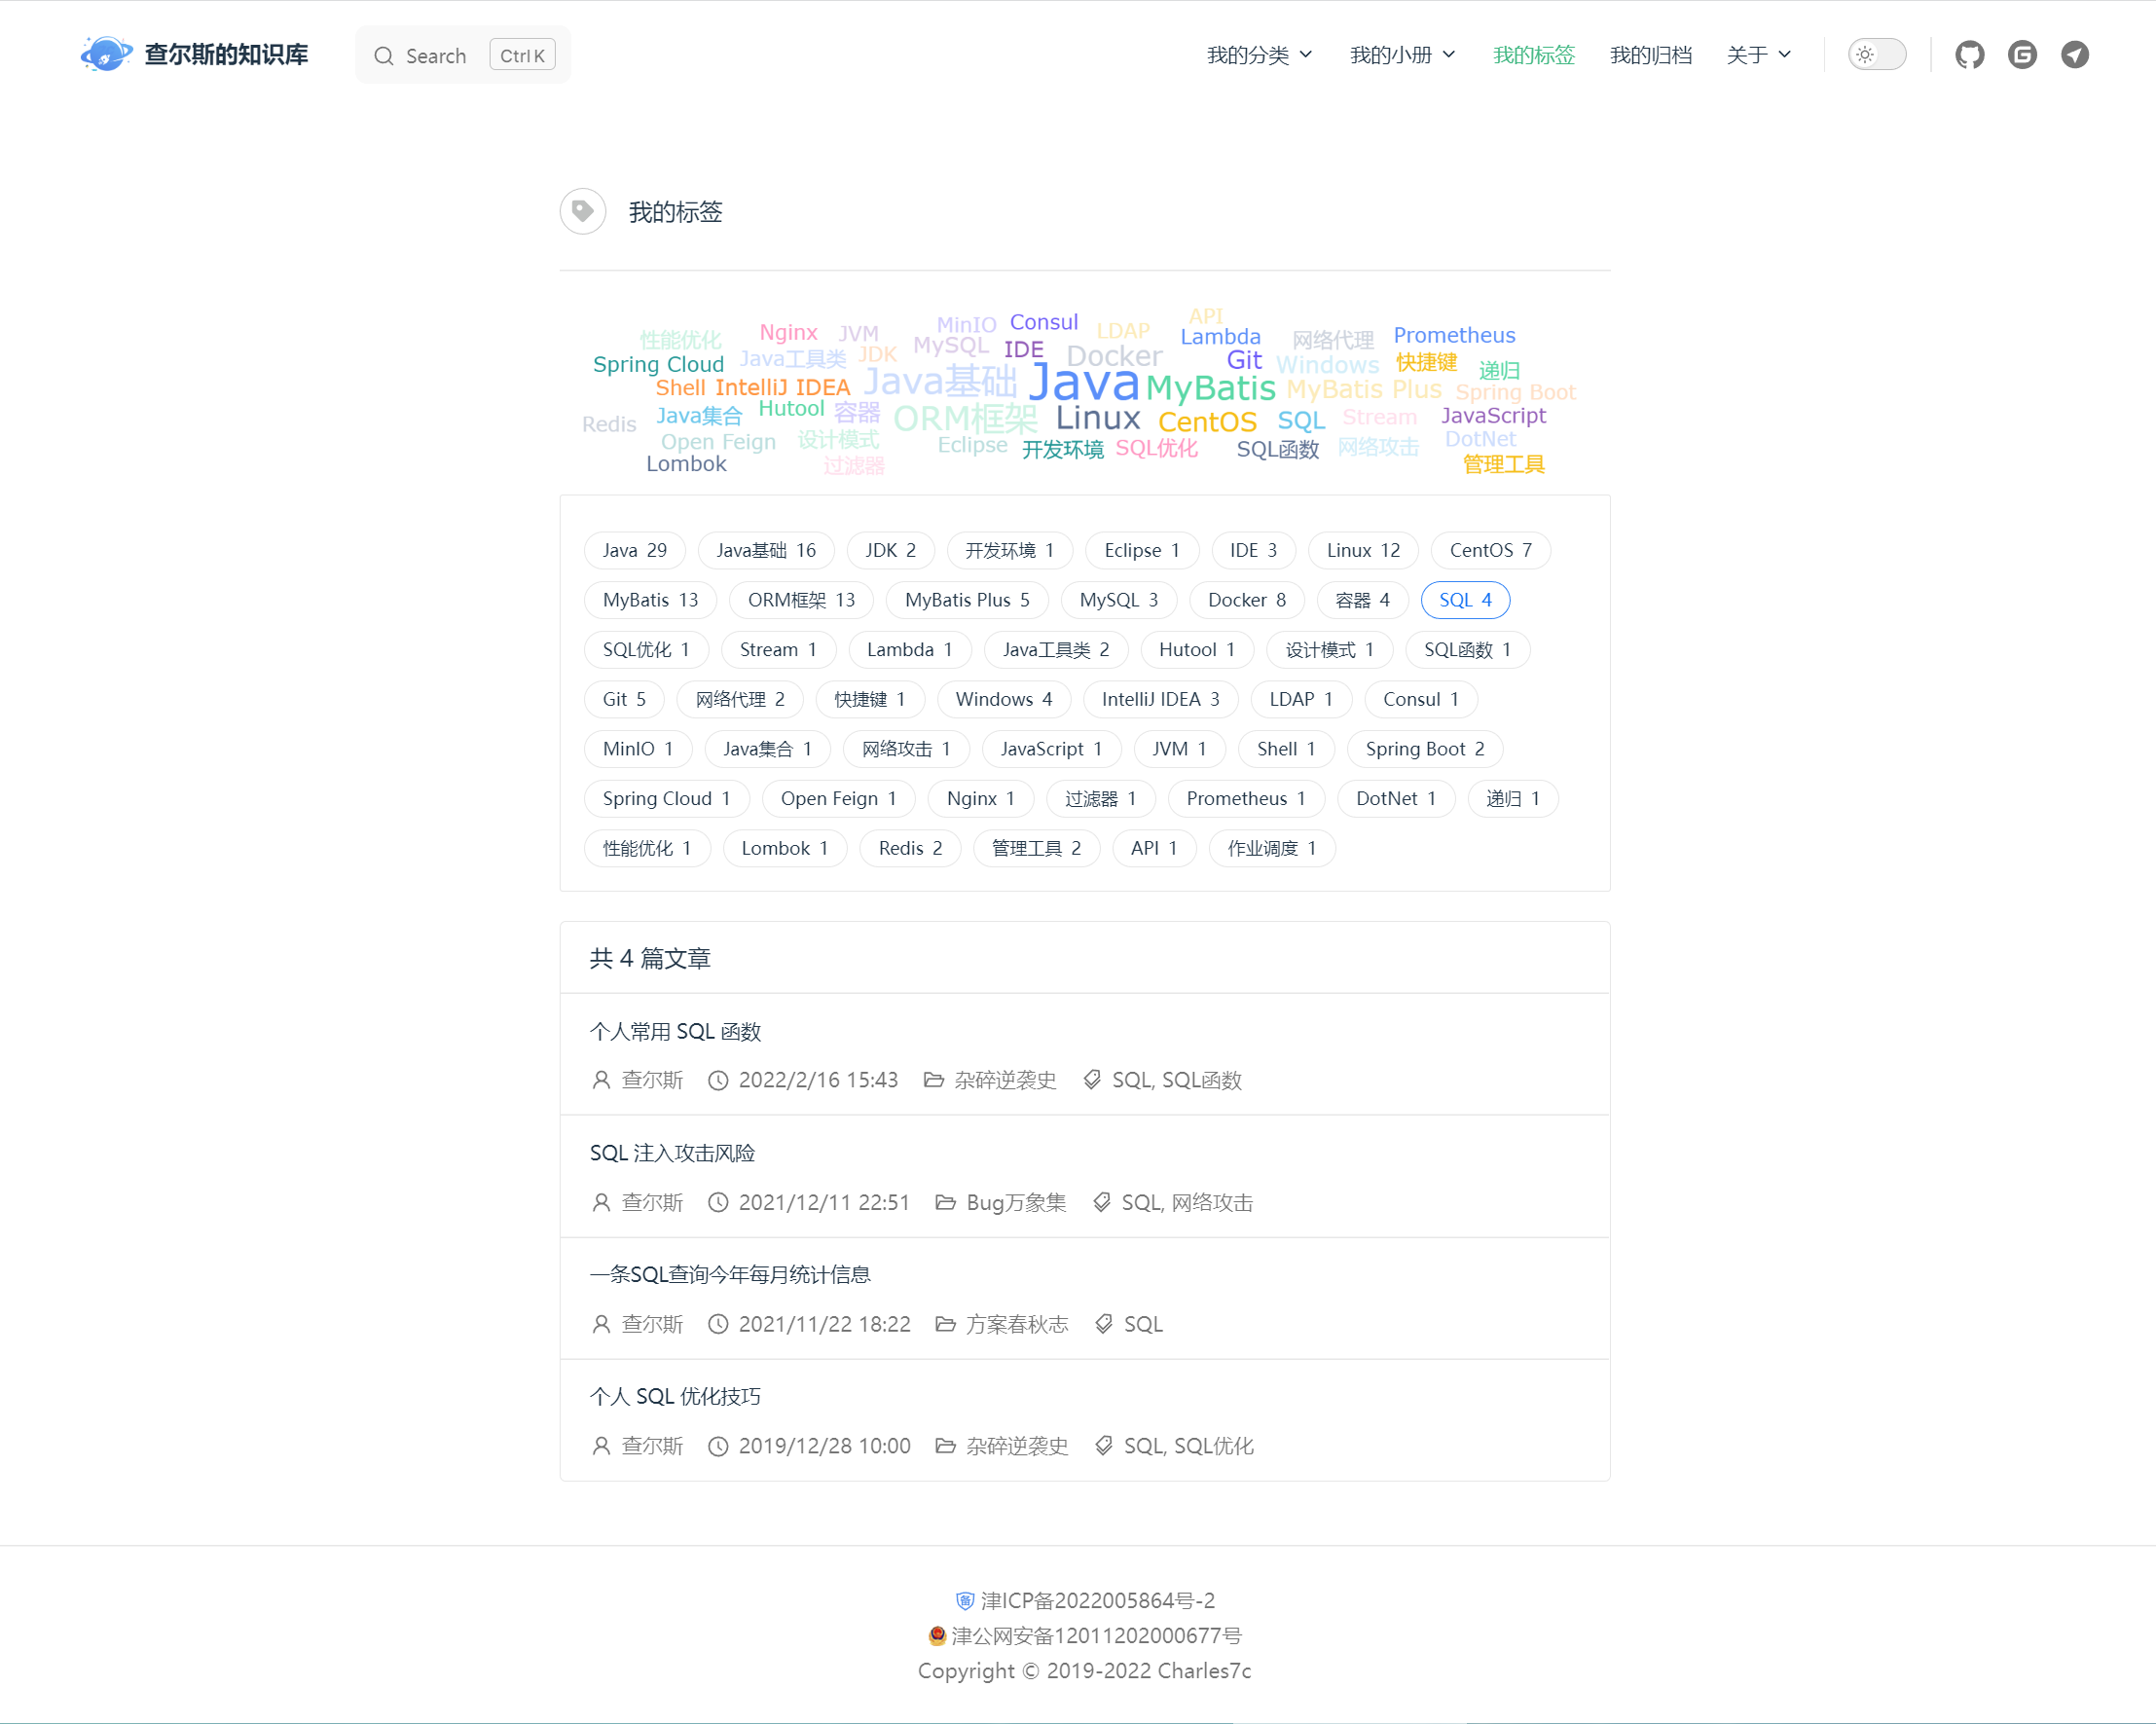 查尔斯的知识库 Search Ctrl K 我的分类 我的小册 我的标签 我的归档 关于
我的标签
API
MinIO Consul LDAP
性能优化 Nginx JVM Lambda 网络代理 Prometheus
Spring Cloud Java工具类 JDK MySQL IDE Docker Git Windows 快捷键 递归
Shell IntelliJ IDEA Java基础 Java MyBatis MyBatis Plus Spring Boot
Redis Java集合 Hutool 容器 ORM框架 Linux CentOS SQL Stream JavaScript
Open Feign 设计模式 Eclipse 开发环境 SQL优化 SQL函数 网络攻击 DotNet
Lombok 过滤器 管理工具
Java 29 Java基础 16 JDK 2 开发环境 1 Eclipse 1 IDE 3 Linux 12 CentOS 7
MyBatis 13 ORM框架 13 MyBatis Plus 5 MySQL 3 Docker 8 容器 4 SQL 4
SQL优化 1 Stream 1 Lambda 1 Java工具类 2 Hutool 1 设计模式 1 SQL函数 1
Git 5 网络代理 2 快捷键 1 Windows 4 IntelliJ IDEA 3 LDAP 1 Consul 1
MinIO 1 Java集合 1 网络攻击 1 JavaScript 1 JVM 1 Shell 1 Spring Boot 2
Spring Cloud 1 Open Feign 1 Nginx 1 过滤器 1 Prometheus 1 DotNet 1 递归 1
性能优化 1 Lombok 1 Redis 2 管理工具 2 API 1 作业调度 1
共 4 篇文章
个人常用 SQL 函数
查尔斯 2022/2/16 15:43 杂碎逆袭史 SQL, SQL函数
SQL 注入攻击风险
查尔斯 2021/12/11 22:51 Bug万象集 SQL, 网络攻击
一条SQL查询今年每月统计信息
查尔斯 2021/11/22 18:22 方案春秋志 SQL
个人 SQL 优化技巧
查尔斯 2019/12/28 10:00 杂碎逆袭史 SQL, SQL优化
津ICP备2022005864号-2
津公网安备12011202000677号
Copyright © 2019-2022 Charles7c